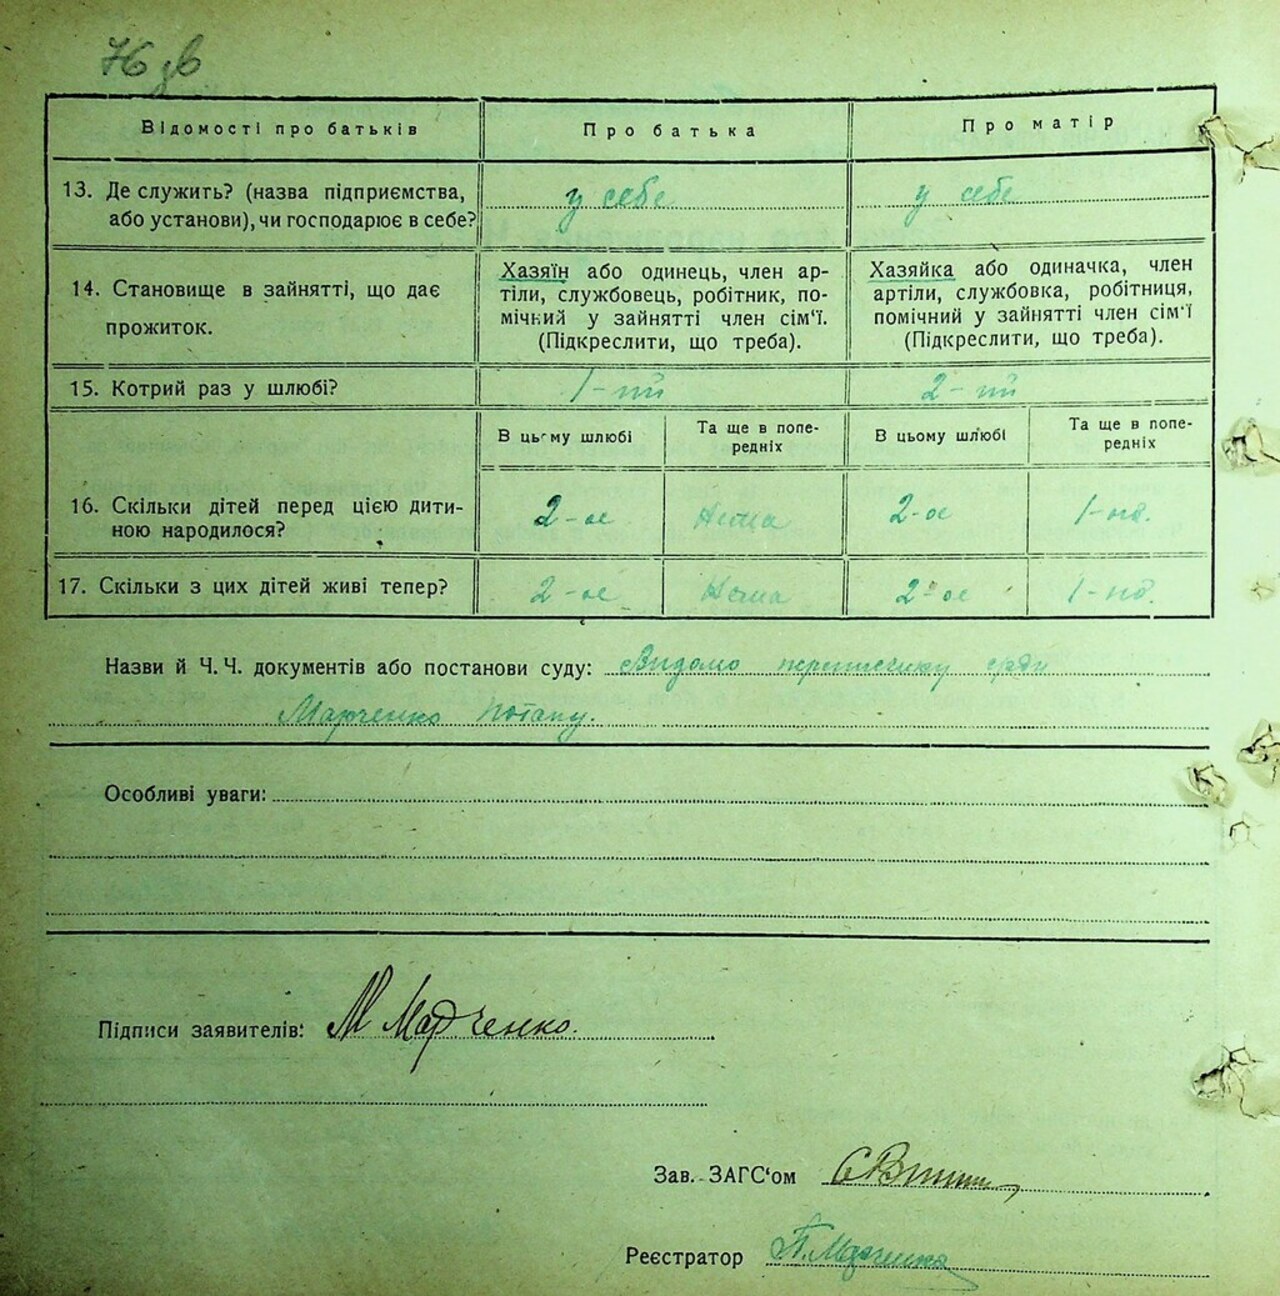 76 зв
Відомості про батьків
Про батька
Про матір
13. Де служить? (назва підприємства,
або установи), чи господарює в себе?
у себе
у себе
14. Становище в зайнятті, що дає
прожиток.
Хазяїн або одинець, член ар-
тіли, службовець, робітник, по-
мічний у зайнятті член сім'ї.
(Підкреслити, що треба).
Хазяйка або одиначка, член
артіли, службовка, робітниця,
помічний у зайнятті член сім'ї
(Підкреслити, що треба).
15. Котрий раз у шлюбі?
1-ий
2-ий
В цьму шлюбі
Та ще в попе-
редніх
В цьому шлюбі
Та ще в попе-
редніх
16. Скільки дітей перед цією дити-
ною народилося?
2-ое
Нема
2-ое
1-но.
17. Скільки з цих дітей живі тепер?
2-ое
Нема
2-ое
1-но.
Назви й Ч.Ч. документів або постанови суду: Видомо
Марченко Потапу.
Особливі уваги:
Підписи заявителів: М Марченко.
Зав. ЗАГС'ом
Реєстратор П. Марченко